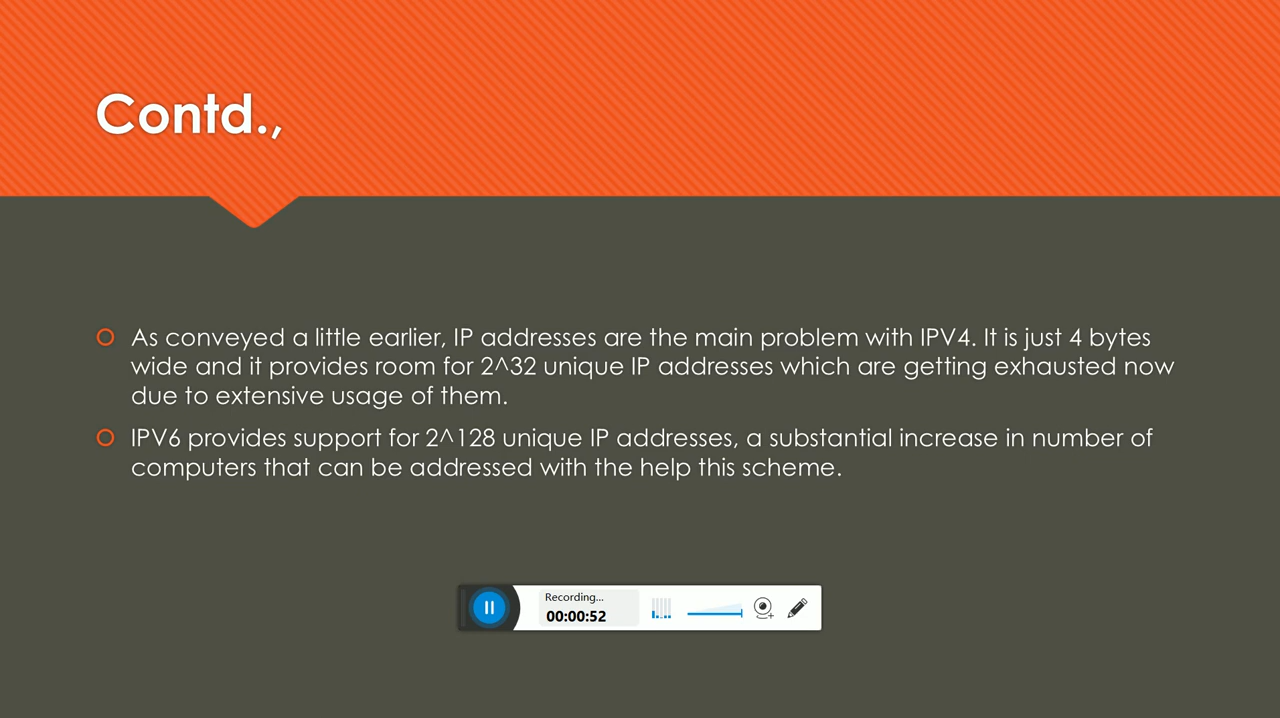 Contd.,
As conveyed a little earlier, IP addresses are the main problem with IPV4. It is just 4 bytes
wide and it provides room for 2^32 unique IP addresses which are getting exhausted now
due to extensive usage of them.
IPV6 provides support for 2^128 unique IP addresses, a substantial increase in number of
computers that can be addressed with the help this scheme.
Recording...
00:00:52